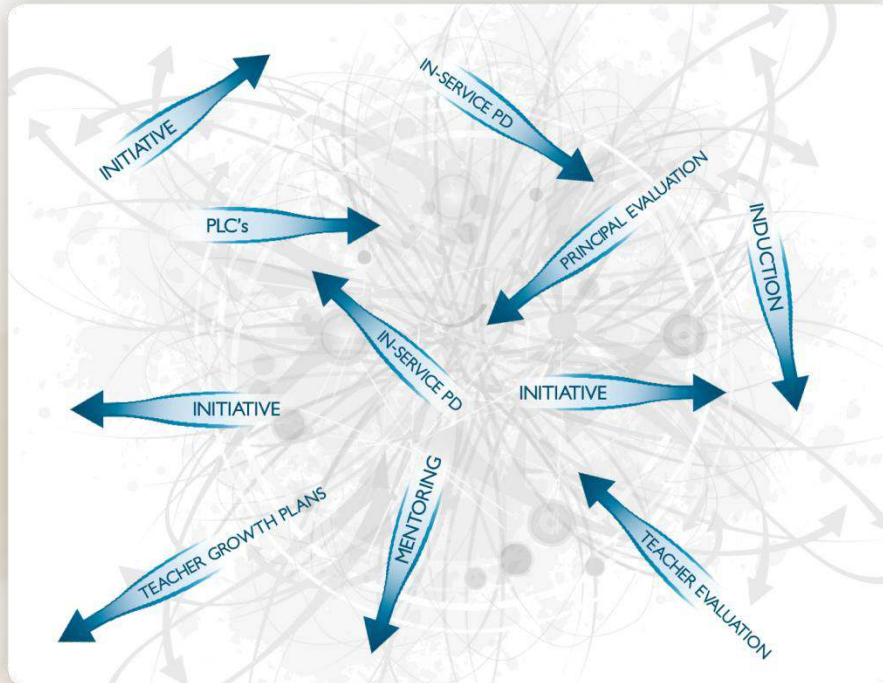 INITIATIVE
IN-SERVICE PD
PLC's
PRINCIPAL EVALUATION
INDUCTION
IN-SERVICE PD
INITIATIVE
INITIATIVE
TEACHER GROWTH PLANS
MENTORING
TEACHER EVALUATION